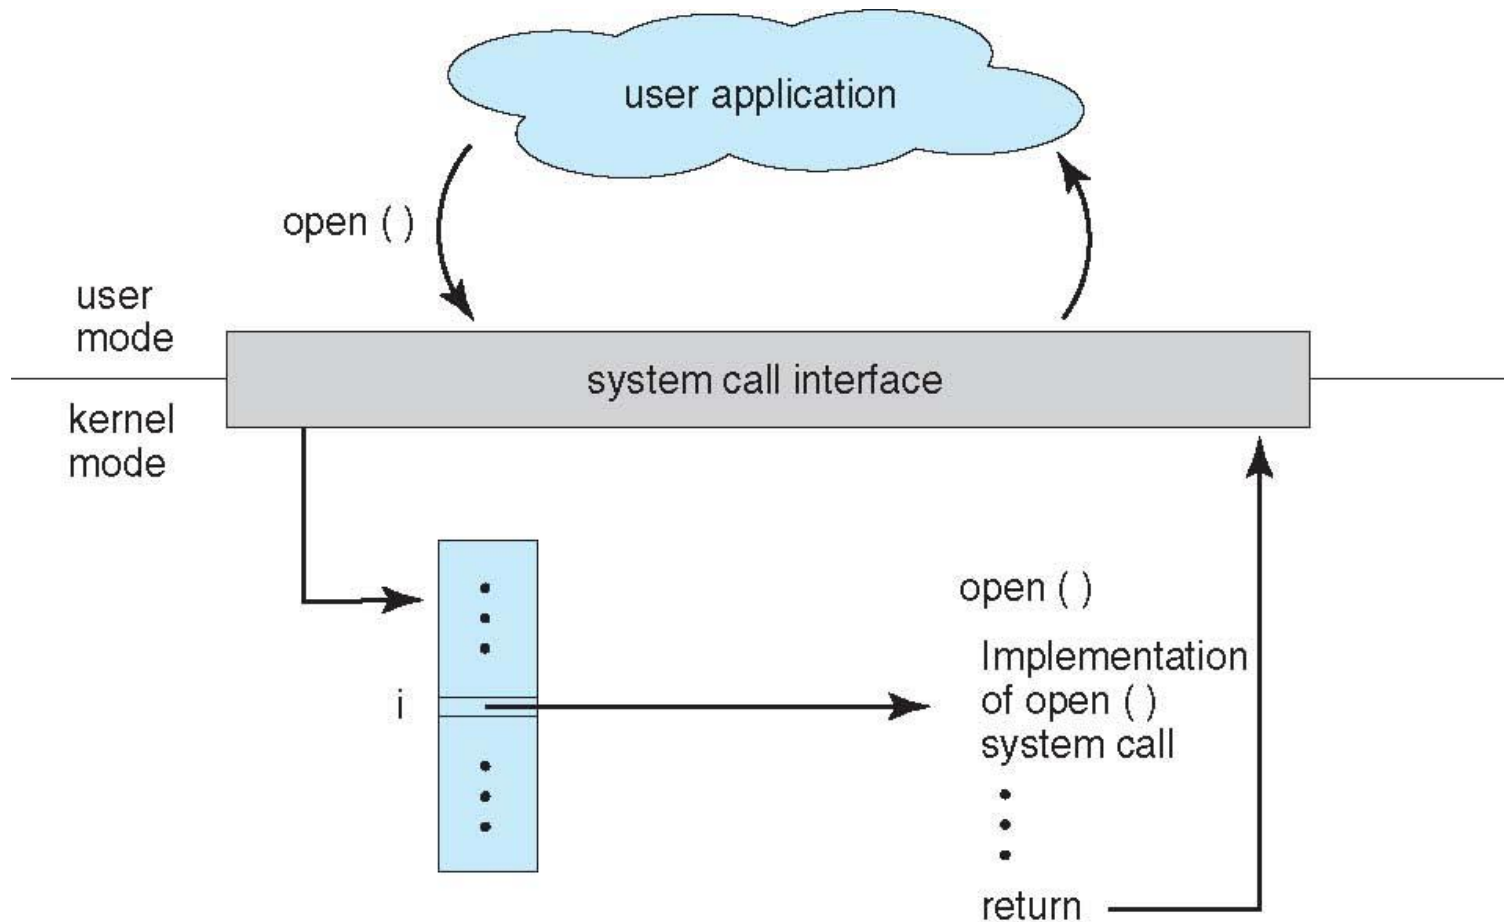 user application
open ( )
user
mode
system call interface
kernel
mode
open ( )
Implementation
of open ( )
system call
i
return